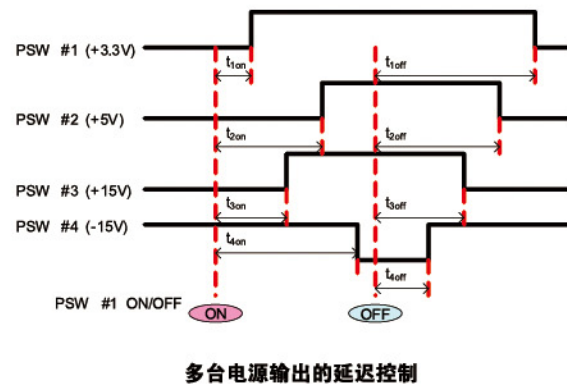 PSW #1 (+3.3V)
t1on
t1off
PSW #2 (+5V)
t2on
t2off
PSW #3 (+15V)
t3on
t3off
PSW #4 (-15V)
t4on
t4off
PSW #1 ON/OFF
ON
OFF
多台电源输出的延迟控制